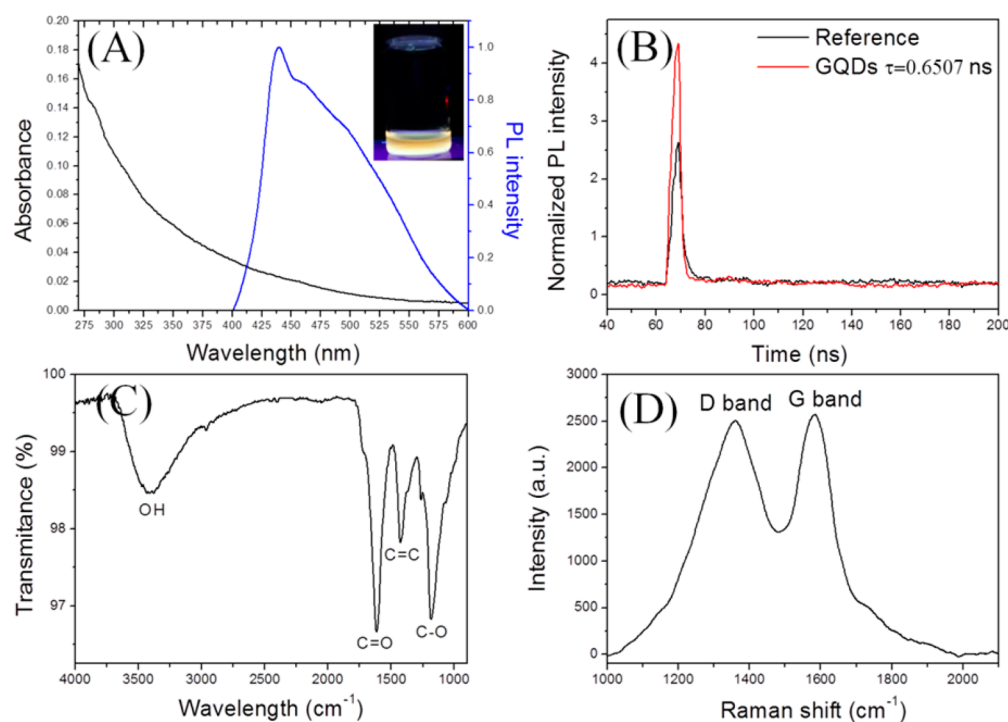 (A)
0.20
0.18
0.16
0.14
0.12
0.10
0.08
0.06
0.04
0.02
0.00
Absorbance
275 300 325 350 375 400 425 450 475 500 525 550 575 600
Wavelength (nm)
1.0
0.8
0.6
0.4
0.2
0.0
PL intensity
(B)
Reference
GQDs τ=0.6507 ns
4
3
2
1
0
Normalized PL intensity
40 60 80 100 120 140 160 180 200
Time (ns)
(C)
100
99
98
97
Transmitance (%)
OH
C=C
C=O
C-O
4000 3500 3000 2500 2000 1500 1000
Wavelength (cm⁻¹)
(D)
D band
G band
3000
2500
2000
1500
1000
500
0
Intensity (a.u.)
1000 1200 1400 1600 1800 2000
Raman shift (cm⁻¹)